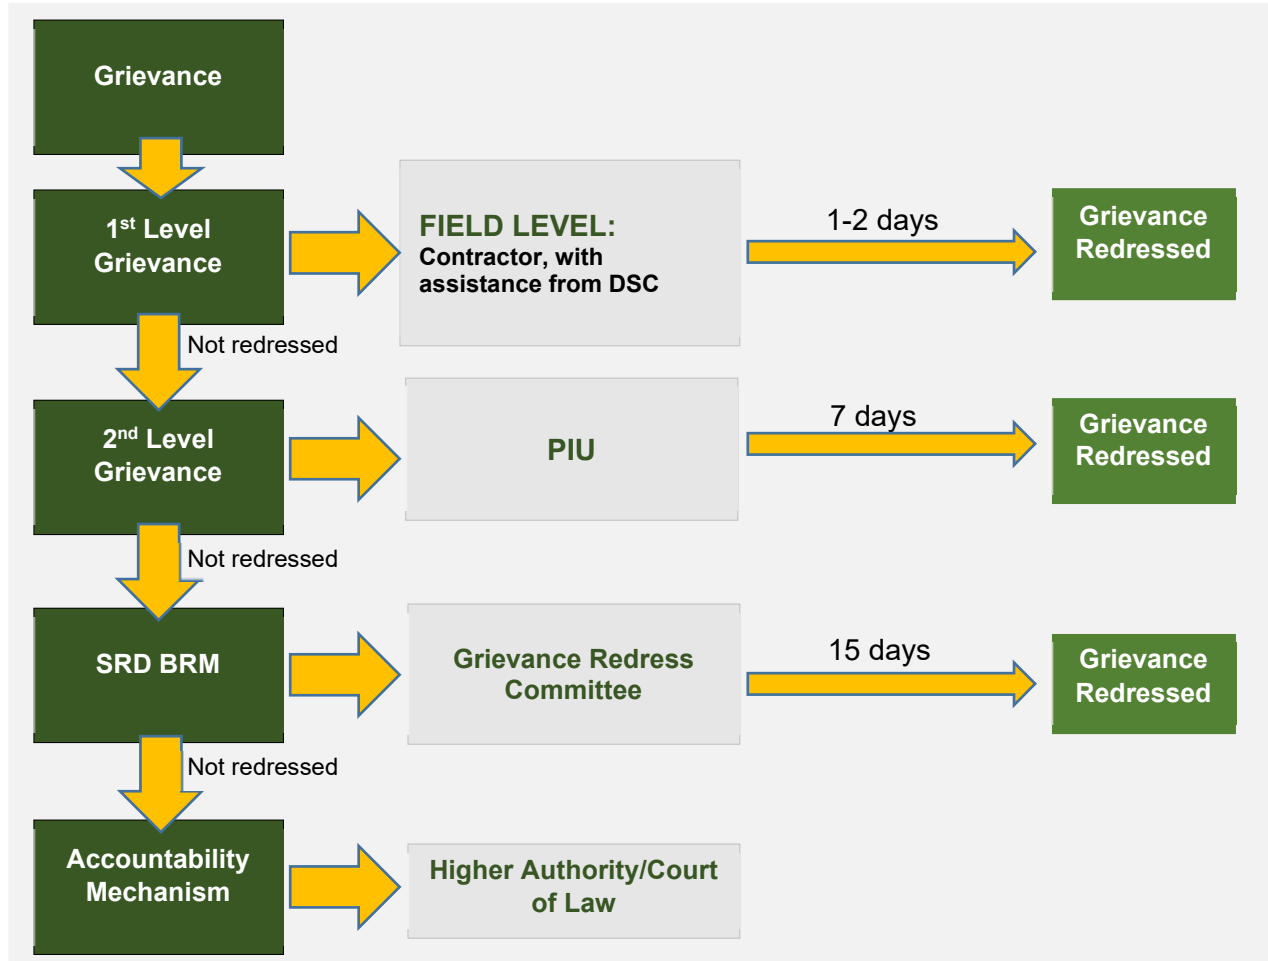 Grievance
1st Level
Grievance
FIELD LEVEL:
Contractor, with
assistance from DSC
1-2 days
Grievance
Redressed
Not redressed
2nd Level
Grievance
PIU
7 days
Grievance
Redressed
Not redressed
SRD BRM
Grievance Redress
Committee
15 days
Grievance
Redressed
Not redressed
Accountability
Mechanism
Higher Authority/Court
of Law